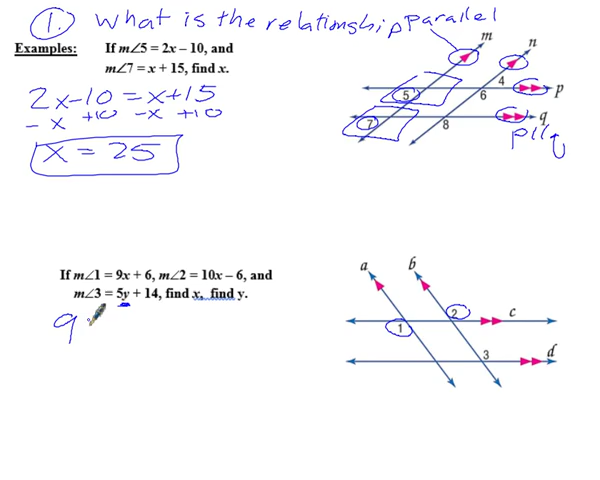 ① What is the relationship Parallel
Examples: If m∠5 = 2x – 10, and
m∠7 = x + 15, find x.
2x-10 = x+15
-x +10 -x +10
x = 25
m
n
4
5
6
p
7
8
q
p||q
If m∠1 = 9x + 6, m∠2 = 10x – 6, and
m∠3 = 5y + 14, find x, find y.
9
a
b
1
2
c
3
d